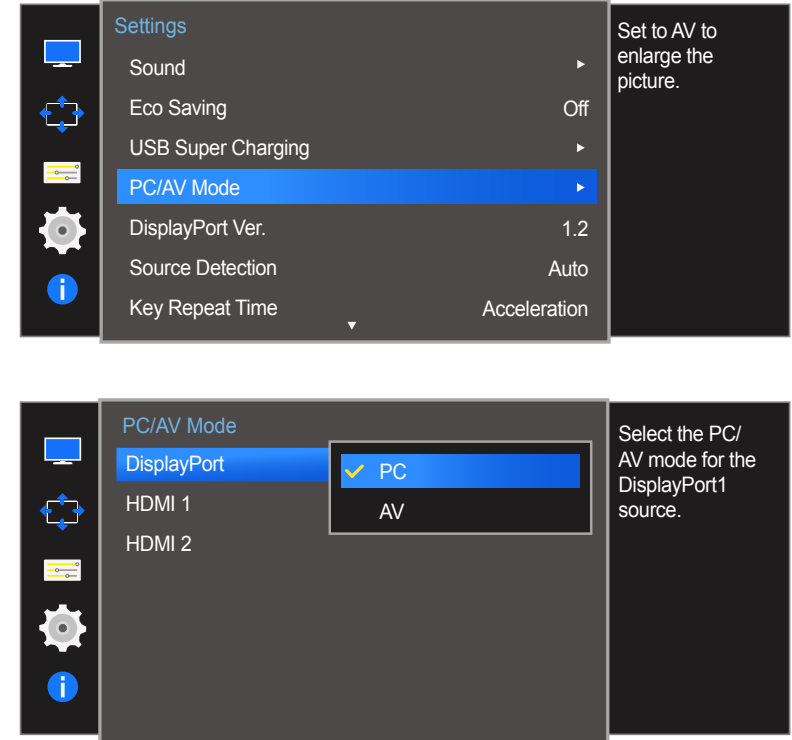 Settings
Sound
Eco Saving Off
USB Super Charging
PC/AV Mode
DisplayPort Ver. 1.2
Source Detection Auto
Key Repeat Time Acceleration
Set to AV to
enlarge the
picture.
PC/AV Mode
DisplayPort
HDMI 1
HDMI 2
PC
AV
Select the PC/
AV mode for the
DisplayPort1
source.